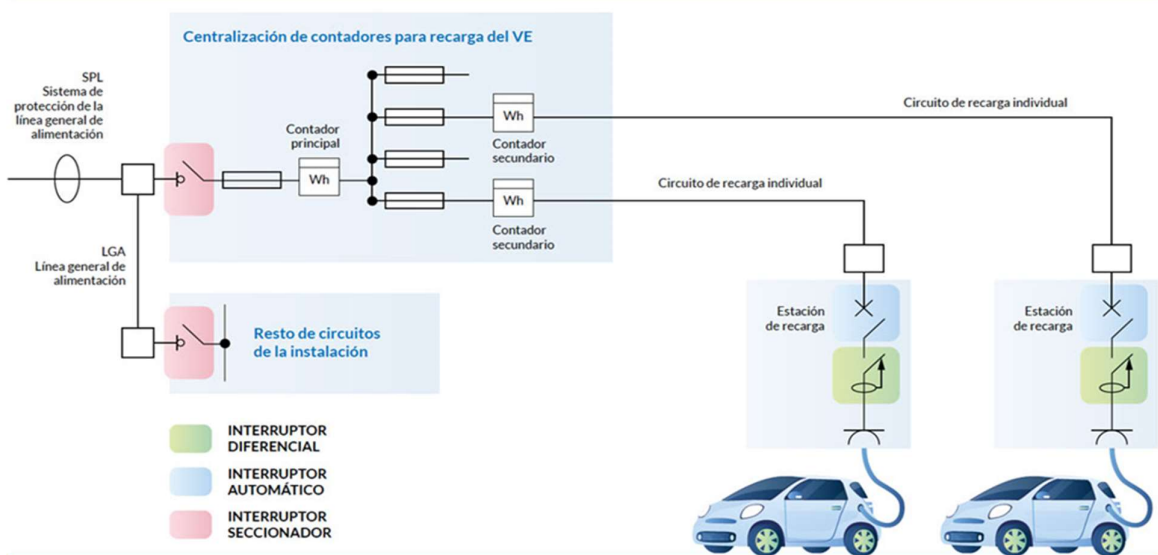 Centralización de contadores para recarga del VE
SPL
Sistema de
protección de la
línea general de
alimentación
Contador
principal
Wh
Wh
Contador
secundario
Wh
Contador
secundario
Circuito de recarga individual
Circuito de recarga individual
LGA
Línea general de
alimentación
Resto de circuitos
de la instalación
Estación
de recarga
Estación
de recarga
INTERRUPTOR
DIFERENCIAL
INTERRUPTOR
AUTOMÁTICO
INTERRUPTOR
SECCIONADOR